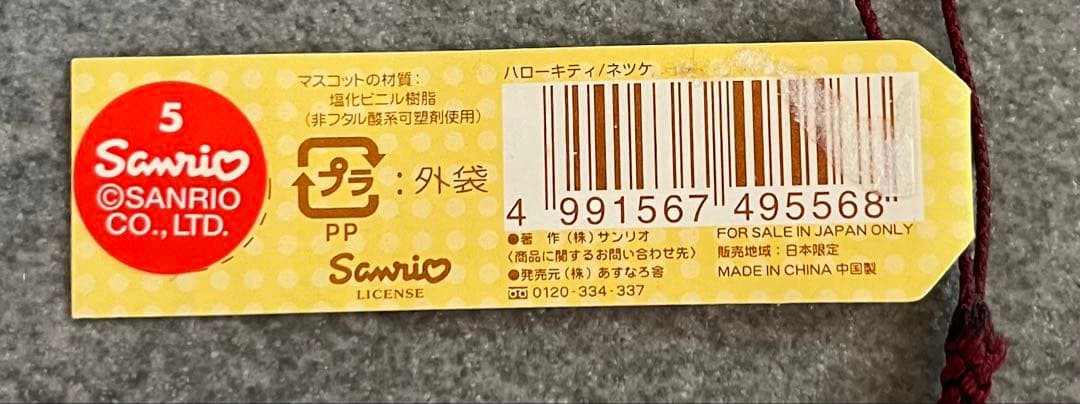 5
Sanrio
©SANRIO
CO., LTD.
マスコットの材質：
塩化ビニル樹脂
（非フタル酸系可塑剤使用）
プラ：外袋
PP
Sanrio
LICENSE
ハローキティ/ネツケ
4 991567 495568
●著　作（株）サンリオ
〈商品に関するお問い合わせ先〉
●発売元（株）あすなろ舎
0120-334-337
FOR SALE IN JAPAN ONLY
販売地域：日本限定
MADE IN CHINA 中国製